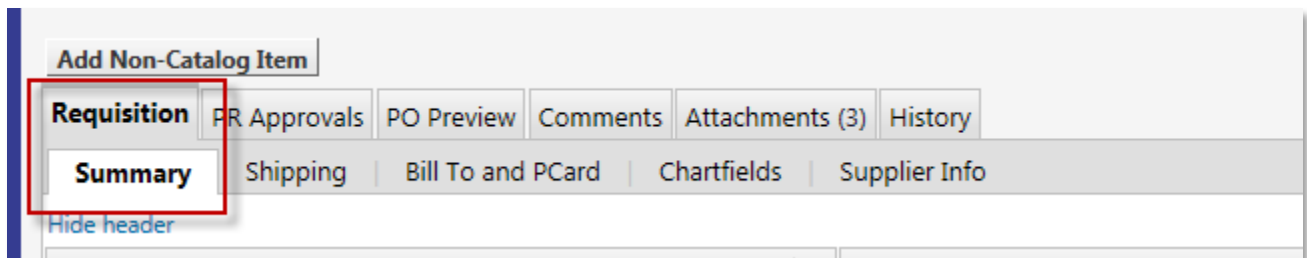 Add Non-Catalog Item
Requisition PR Approvals PO Preview Comments Attachments (3) History
Summary Shipping Bill To and PCard Chartfields Supplier Info
Hide header